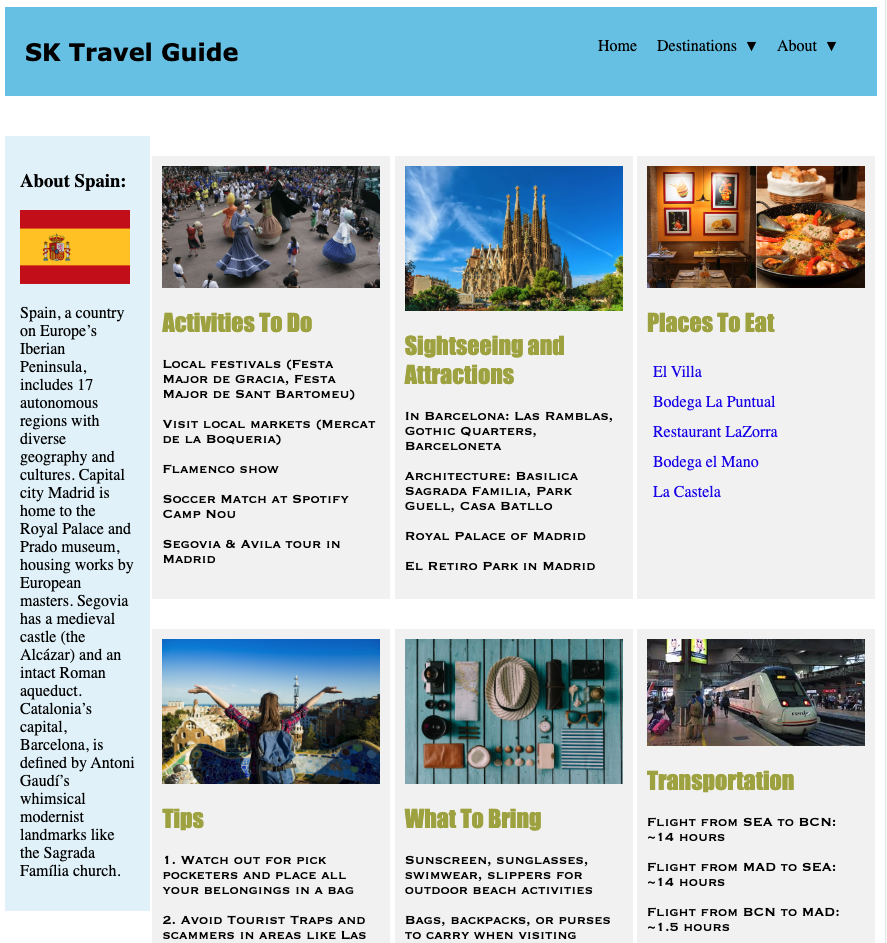 SK Travel Guide
Home Destinations ▼ About ▼
About Spain:
Spain, a country
on Europe’s
Iberian
Peninsula,
includes 17
autonomous
regions with
diverse
geography and
cultures. Capital
city Madrid is
home to the
Royal Palace and
Prado museum,
housing works by
European
masters. Segovia
has a medieval
castle (the
Alcázar) and an
intact Roman
aqueduct.
Catalonia’s
capital,
Barcelona, is
defined by Antoni
Gaudí’s
whimsical
modernist
landmarks like
the Sagrada
Família church.
Activities To Do
Local festivals (Festa
Major de Gracia, Festa
Major de Sant Bartomeu)
Visit local markets (Mercat
de la Boqueria)
Flamenco show
Soccer Match at Spotify
Camp Nou
Segovia & Avila tour in
Madrid
Sightseeing and
Attractions
In Barcelona: Las Ramblas,
Gothic Quarters,
Barceloneta
Architecture: Basilica
Sagrada Familia, Park
Guell, Casa Batllo
Royal Palace of Madrid
El Retiro Park in Madrid
Places To Eat
El Villa
Bodega La Puntual
Restaurant LaZorra
Bodega el Mano
La Castela
Tips
1. Watch out for pick
pocketers and place all
your belongings in a bag
2. Avoid Tourist Traps and
scammers in areas like Las
What To Bring
Sunscreen, sunglasses,
swimwear, slippers for
outdoor beach activities
Bags, backpacks, or purses
to carry when visiting
Transportation
Flight from SEA to BCN:
~14 hours
Flight from MAD to SEA:
~14 hours
Flight from BCN to MAD:
~1.5 hours